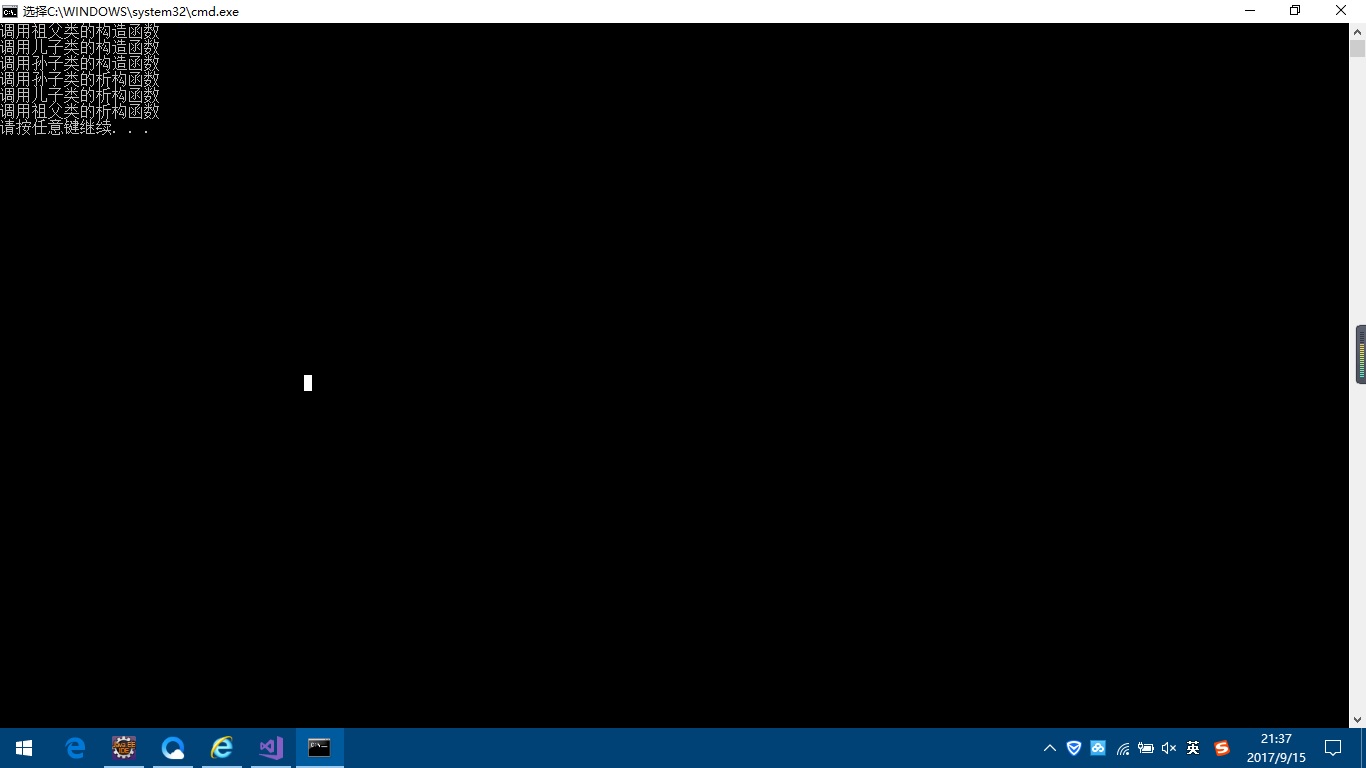 选择C:\WINDOWS\system32\cmd.exe
调用祖父类的构造函数
调用儿子类的构造函数
调用孙子类的构造函数
调用孙子类的析构函数
调用儿子类的析构函数
调用祖父类的析构函数
请按任意键继续. . .
英
21:37
2017/9/15